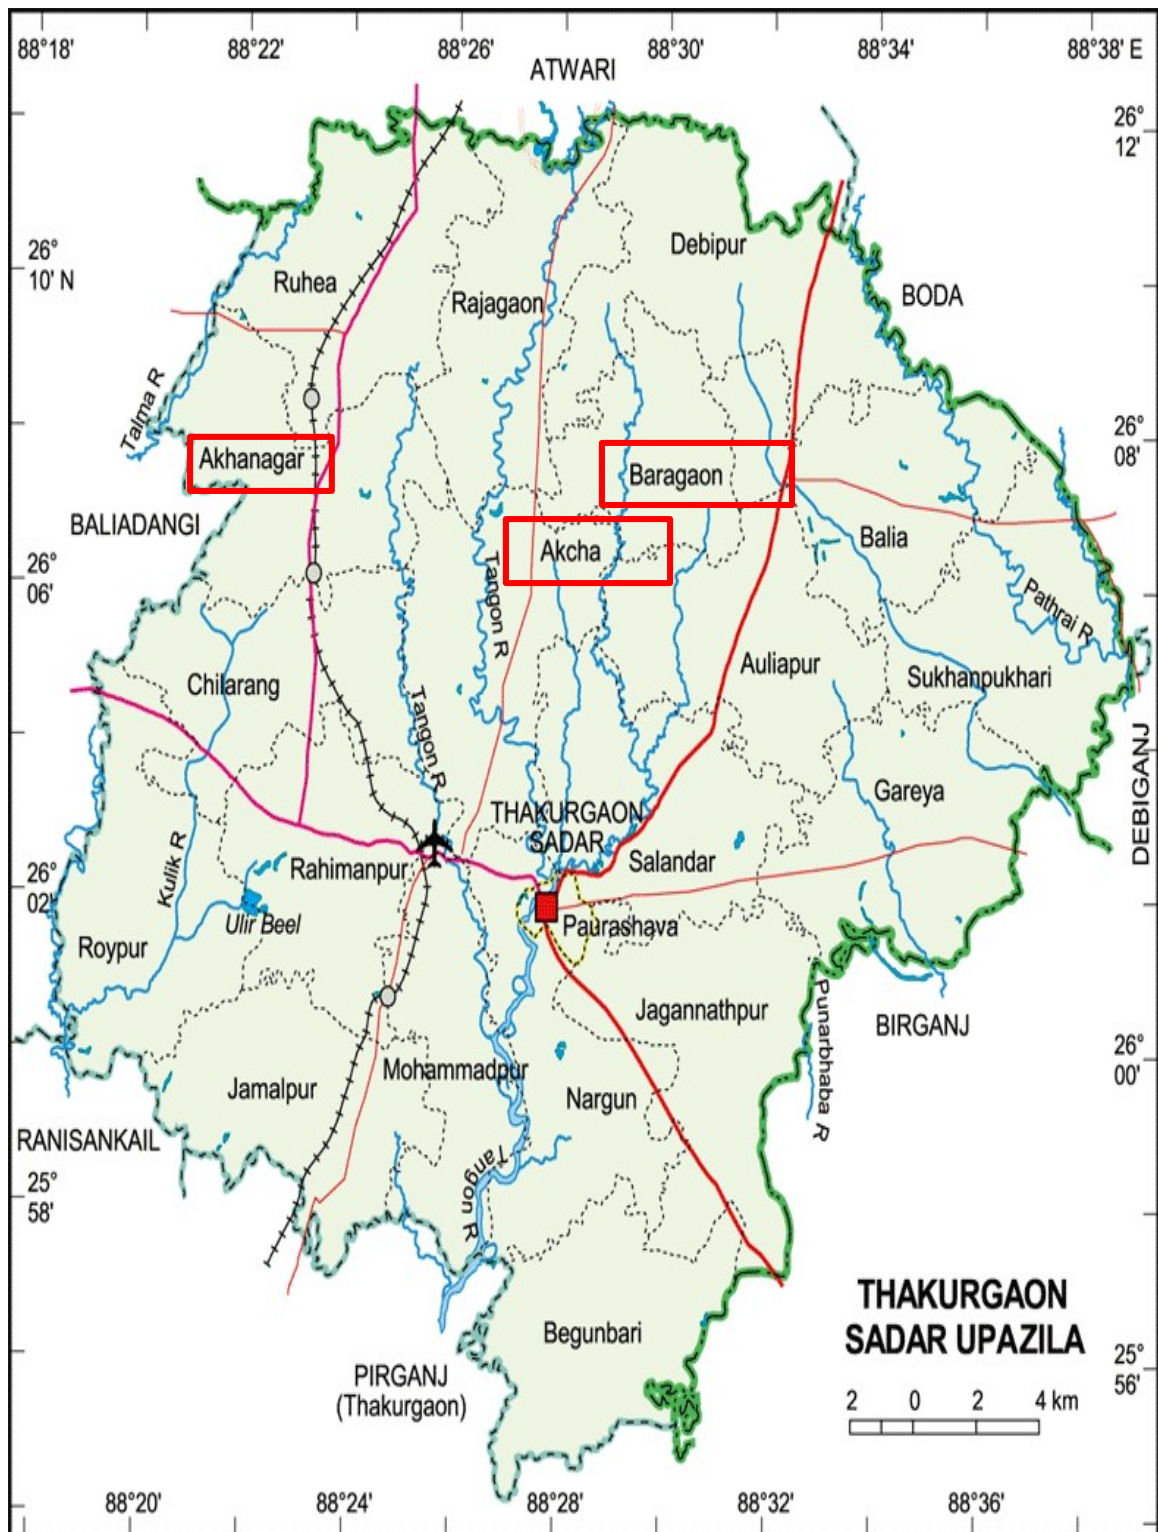 88°18'
88°22'
88°26'
88°30'
88°34'
88°38' E
ATWARI
26°
12'
Debipur
26°
10' N
Ruhea
Rajagaon
BODA
Talma R
26°
08'
Akhanagar
Baragaon
BALIADANGI
Akcha
Balia
26°
06'
Tangon R
Pathrai R
Auliapur
Sukhanpukhari
Chilarang
Tangon R
DEBIGANJ
Gareya
THAKURGAON
SADAR
Kulik R
Rahimanpur
Salandar
26°
02'
Ulir Beel
Paurashava
Roypur
Jagannathpur
Punarbhaba R
BIRGANJ
26°
00'
Mohammadpur
Jamalpur
Nargun
RANISANKAIL
Tangon R
25°
58'
THAKURGAON
SADAR UPAZILA
Begunbari
25°
56'
PIRGANJ
(Thakurgaon)
2 0 2 4 km
88°20'
88°24'
88°28'
88°32'
88°36'